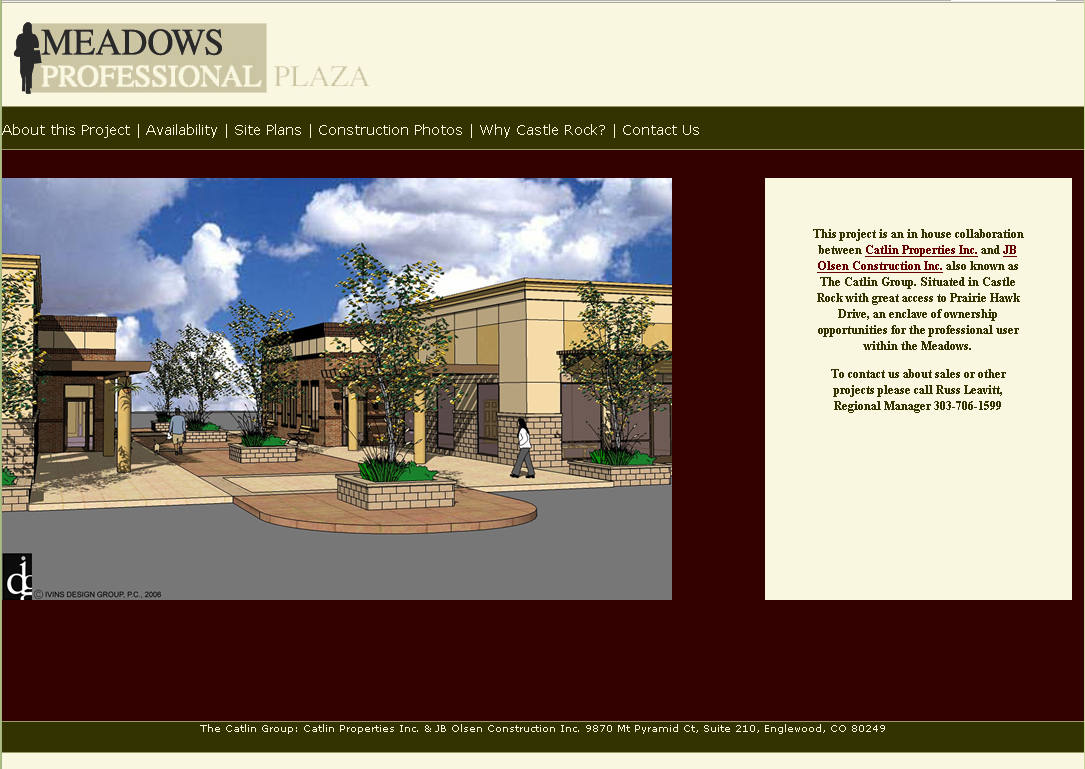 MEADOWS
PROFESSIONAL PLAZA
About this Project | Availability | Site Plans | Construction Photos | Why Castle Rock? | Contact Us
This project is an in house collaboration
between Catlin Properties Inc. and JB
Olsen Construction Inc. also known as
The Catlin Group. Situated in Castle
Rock with great access to Prairie Hawk
Drive, an enclave of ownership
opportunities for the professional user
within the Meadows.
To contact us about sales or other
projects please call Russ Leavitt,
Regional Manager 303-706-1599
idg
© IVINS DESIGN GROUP, P.C., 2006
The Catlin Group: Catlin Properties Inc. & JB Olsen Construction Inc. 9870 Mt Pyramid Ct, Suite 210, Englewood, CO 80249